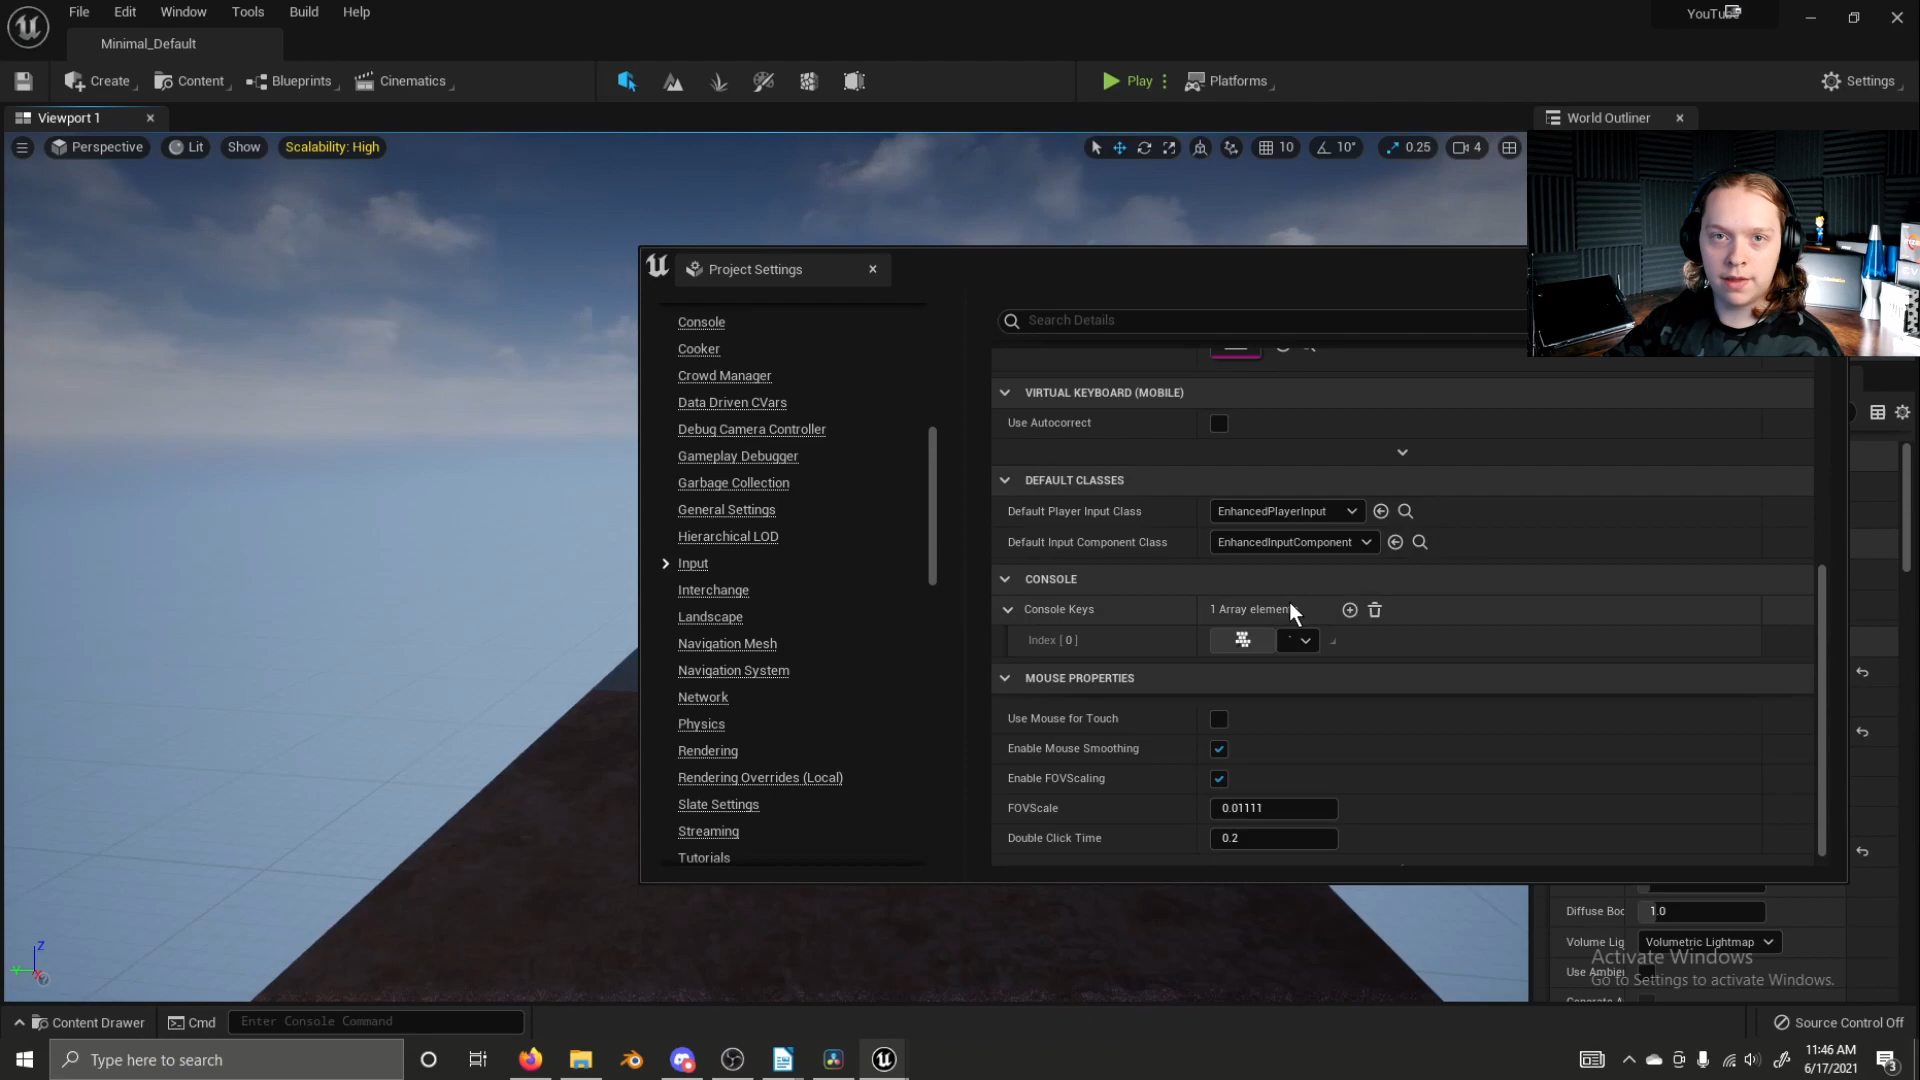 File Edit Window Tools Build Help
YouTube
Minimal_Default
Create Content Blueprints Cinematics Play Platforms Settings
Viewport 1
World Outliner
Perspective Lit Show Scalability: High 10 10° 0.25 4
Project Settings
Search Details
Console
Cooker
Crowd Manager
Data Driven CVars
Debug Camera Controller
Gameplay Debugger
Garbage Collection
General Settings
Hierarchical LOD
Input
Interchange
Landscape
Navigation Mesh
Navigation System
Network
Physics
Rendering
Rendering Overrides (Local)
Slate Settings
Streaming
Tutorials
VIRTUAL KEYBOARD (MOBILE)
Use Autocorrect
DEFAULT CLASSES
Default Player Input Class EnhancedPlayerInput
Default Input Component Class EnhancedInputComponent
CONSOLE
Console Keys 1 Array element
Index [ 0 ] `
MOUSE PROPERTIES
Use Mouse for Touch
Enable Mouse Smoothing
Enable FOVScaling
FOVScale 0.01111
Double Click Time 0.2
Diffuse Boo 1.0
Volume Lig Volumetric Lightmap
Use Ambie
Activate Windows
Go to Settings to activate Windows.
Content Drawer Cmd Enter Console Command Source Control Off
Type here to search
11:46 AM
6/17/2021
3